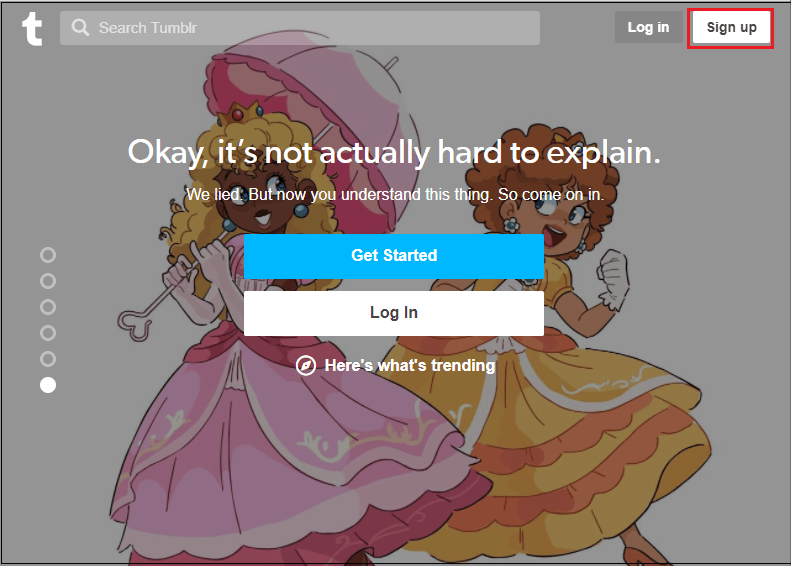 t
Search Tumblr
Log in
Sign up
Okay, it's not actually hard to explain.
We lied. But now you understand this thing. So come on in.
Get Started
Log In
Here's what's trending